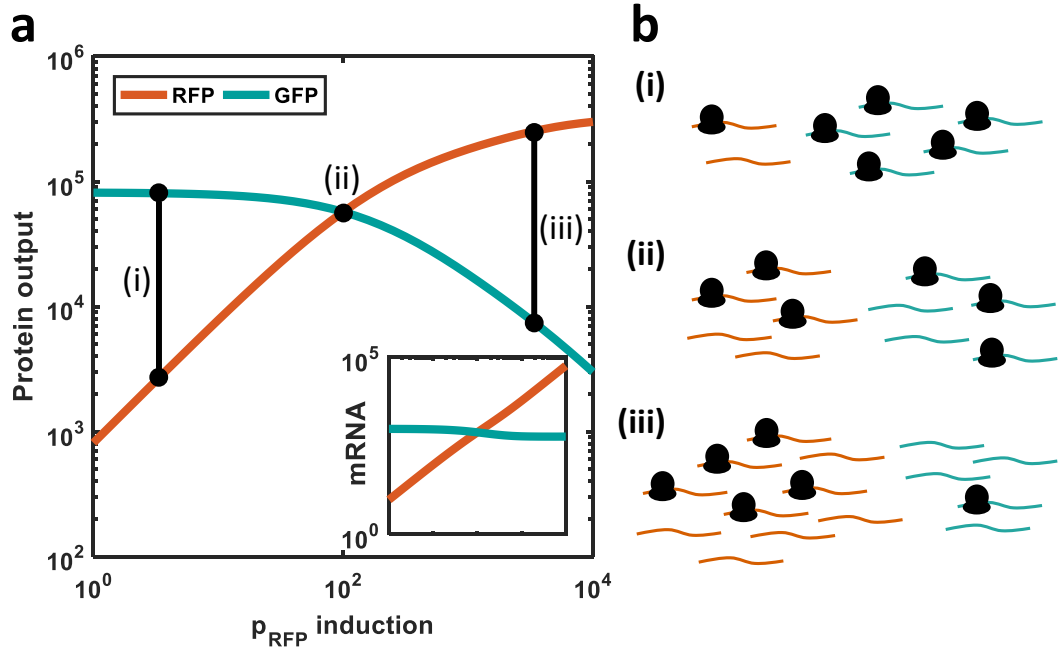 a
b
10^6
10^5
10^4
10^3
10^2
Protein output
RFP
GFP
(i)
(ii)
(iii)
mRNA
10^5
10^0
10^0
10^2
10^4
p_RFP induction
(i)
(ii)
(iii)